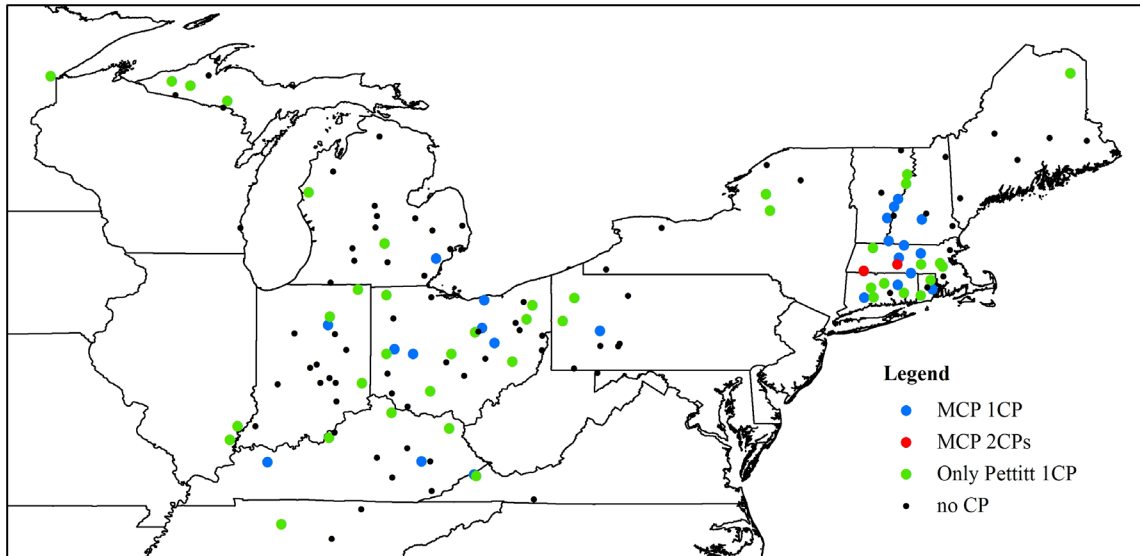 Legend
MCP 1CP
MCP 2CPs
Only Pettitt 1CP
no CP